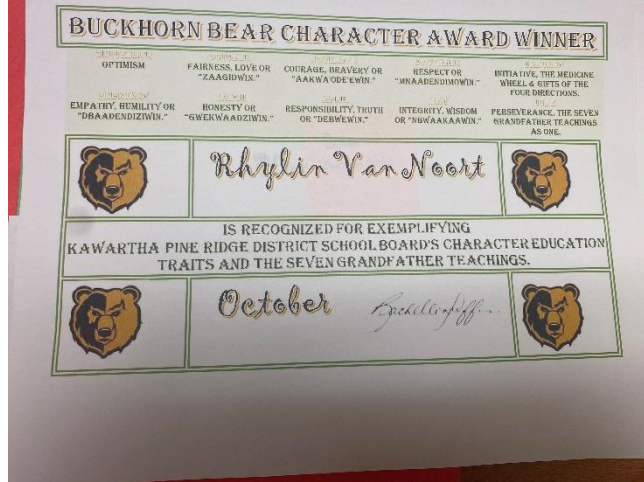 BUCKHORN BEAR CHARACTER AWARD WINNER
OPTIMISM
FAIRNESS, LOVE OR
"ZAAGIDWIN."
COURAGE, BRAVERY OR
"AAKWA'ODE'EWIN."
RESPECT OR
"MNAADENDIMOWIN."
INITIATIVE, THE MEDICINE
WHEEL & GIFTS OF THE
FOUR DIRECTIONS.
EMPATHY, HUMILITY OR
"DBAADENDIZIWIN."
HONESTY OR
"GWEKWAADZIWIN."
RESPONSIBILITY, TRUTH
OR "DEBWEWIN."
INTEGRITY, WISDOM
OR "NBWAAKAAWIN."
PERSEVERANCE, THE SEVEN
GRANDFATHER TEACHINGS
AS ONE.
Rhylin Van Noort
IS RECOGNIZED FOR EXEMPLIFYING
KAWARTHA PINE RIDGE DISTRICT SCHOOL BOARD'S CHARACTER EDUCATION
TRAITS AND THE SEVEN GRANDFATHER TEACHINGS.
October